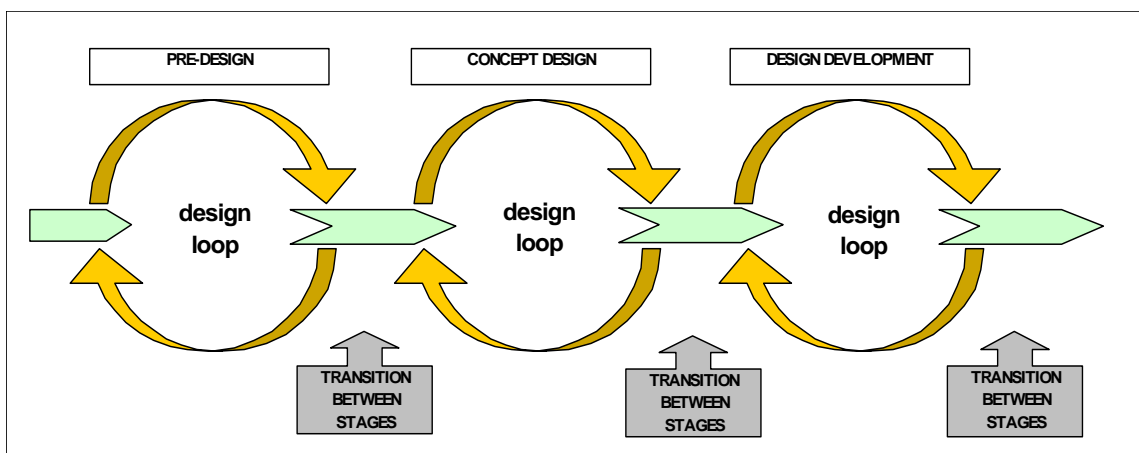 PRE-DESIGN
CONCEPT DESIGN
DESIGN DEVELOPMENT
design
loop
design
loop
design
loop
TRANSITION
BETWEEN
STAGES
TRANSITION
BETWEEN
STAGES
TRANSITION
BETWEEN
STAGES